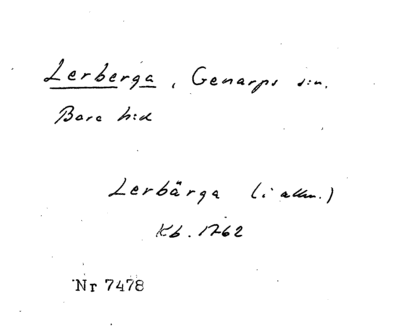 Lerberga, Genarps sn.
Bara hd
Lerbärga (i allm.)
Kb. 1762
Nr 7478